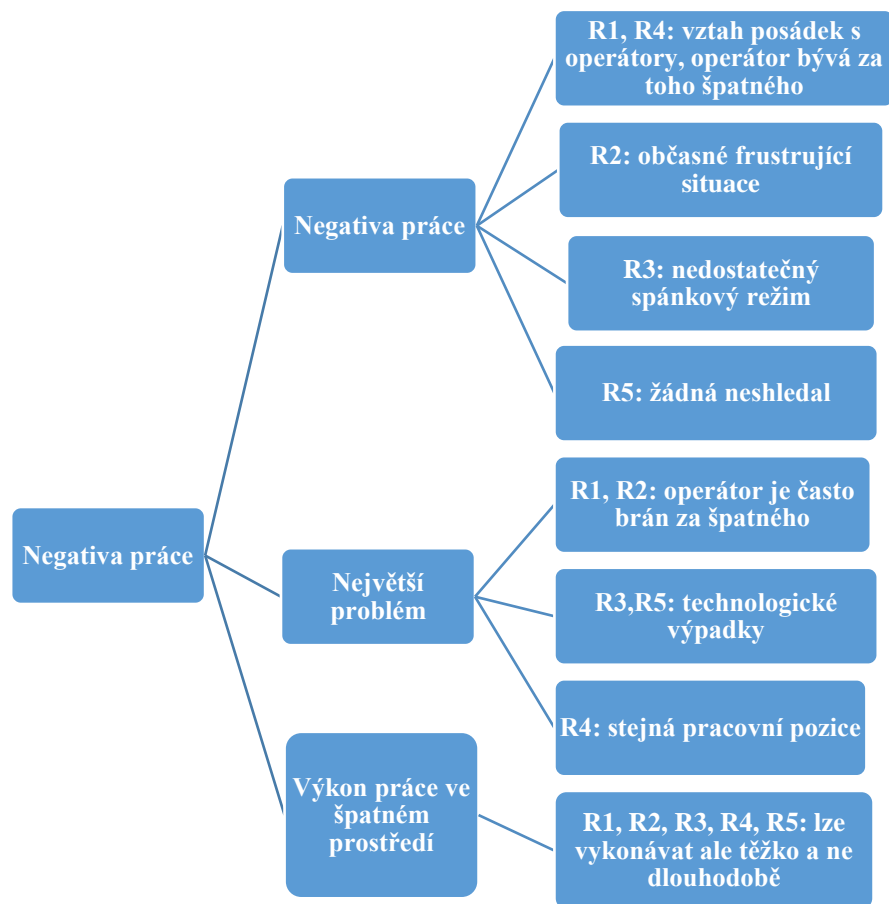 R1, R4: vztah posádek s
operátory, operátor bývá za
toho špatného
R2: občasné frustrující
situace
Negativa práce
R3: nedostatečný
spánkový režim
R5: žádná neshledal
R1, R2: operátor je často
brán za špatného
Negativa práce
Největší
problém
R3,R5: technologické
výpadky
R4: stejná pracovní pozice
Výkon práce ve
špatném
prostředí
R1, R2, R3, R4, R5: lze
vykonávat ale těžko a ne
dlouhodobě